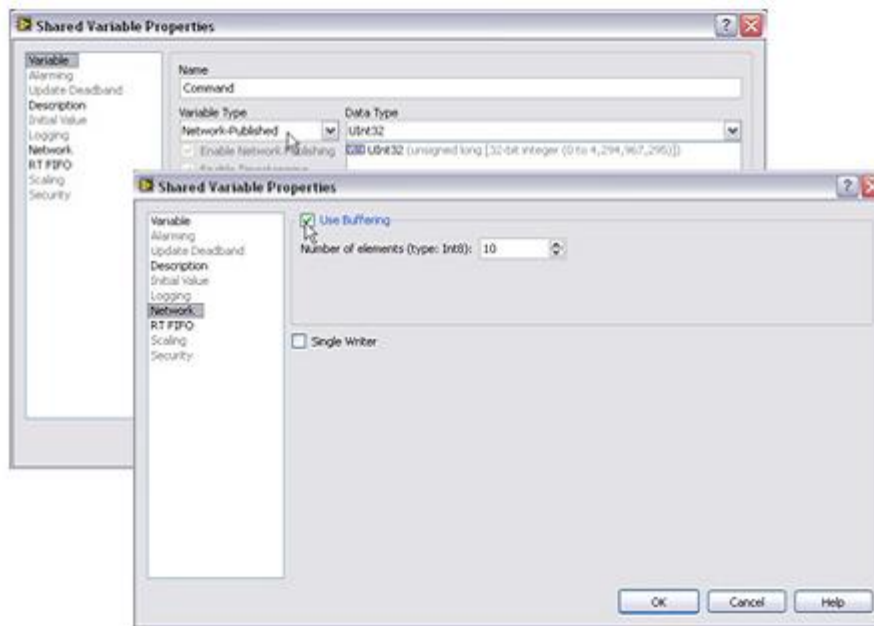 Shared Variable Properties
Variable
Alarming
Update Deadband
Description
Initial Value
Logging
Network
RT FIFO
Scaling
Security
Name
Command
Variable Type
Data Type
Network-Published
UInt32
Enable Network Publishing
UInt32 (unsigned long [32-bit integer (0 to 4,294,967,295)])
Enable Timestamping
Shared Variable Properties
Variable
Alarming
Update Deadband
Description
Initial Value
Logging
Network
RT FIFO
Scaling
Security
Use Buffering
Number of elements (type: Int8): 10
Single Writer
OK
Cancel
Help